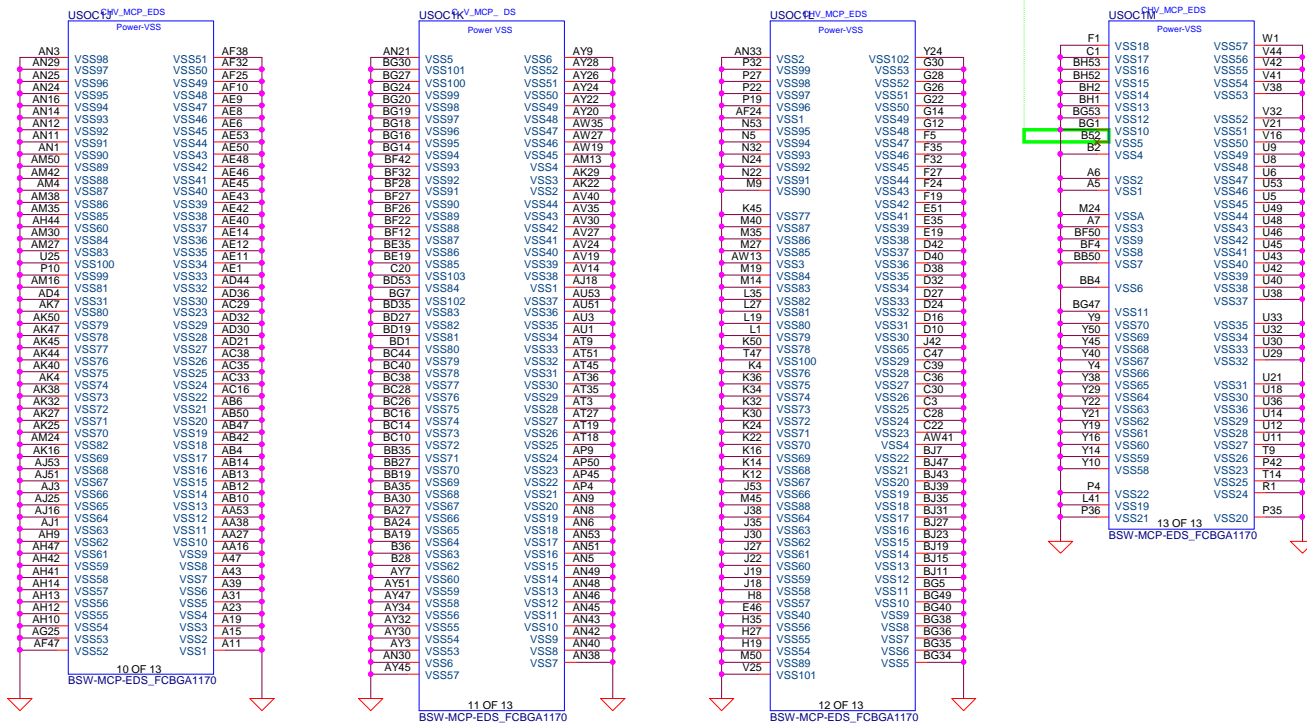 USOC1J
CHV_MCP_EDS
Power-VSS
AN3 VSS98
AN29 VSS97
AN25 VSS96
AN24 VSS95
AN16 VSS94
AN14 VSS93
AN12 VSS92
AN11 VSS91
AN1 VSS90
AM50 VSS89
AM42 VSS88
AM4 VSS87
AM38 VSS86
AM35 VSS85
AH44 VSS60
AM30 VSS84
AM27 VSS83
U25 VSS100
P10 VSS99
AM16 VSS81
AD4 VSS31
AK7 VSS80
AK50 VSS79
AK47 VSS78
AK45 VSS77
AK44 VSS76
AK40 VSS75
AK4 VSS74
AK38 VSS73
AK32 VSS72
AK27 VSS71
AK25 VSS70
AM24 VSS82
AK16 VSS69
AJ53 VSS68
AJ51 VSS67
AJ3 VSS66
AJ25 VSS65
AJ16 VSS64
AJ1 VSS63
AH9 VSS62
AH47 VSS61
AH42 VSS59
AH41 VSS58
AH14 VSS57
AH13 VSS56
AH12 VSS55
AH10 VSS54
AG25 VSS53
AF47 VSS52
VSS51 AF38
VSS50 AF32
VSS49 AF25
VSS48 AF10
VSS47 AE9
VSS46 AE8
VSS45 AE6
VSS44 AE53
VSS43 AE50
VSS42 AE48
VSS41 AE46
VSS40 AE45
VSS39 AE43
VSS38 AE42
VSS37 AE40
VSS36 AE14
VSS35 AE11
VSS34 AE1
VSS33 AD44
VSS32 AD36
VSS30 AC29
VSS23 AD32
VSS29 AD30
VSS28 AD21
VSS27 AC38
VSS26 AC35
VSS25 AC33
VSS24 AC16
VSS22 AB6
VSS21 AB50
VSS20 AB47
VSS19 AB42
VSS18 AB4
VSS17 AB14
VSS16 AB13
VSS15 AB12
VSS14 AB10
VSS13 AA53
VSS12 AA38
VSS11 AA27
VSS10 AA16
VSS9 A47
VSS8 A43
VSS7 A39
VSS6 A31
VSS5 A23
VSS4 A19
VSS3 A15
VSS2 A11
VSS1
10 OF 13
BSW-MCP-EDS_FCBGA1170
USOC1K
Power VSS
AN21 VSS5
BG30 VSS101
BG27 VSS100
BG24 VSS99
BG20 VSS98
BG19 VSS97
BG18 VSS96
BG16 VSS95
BG14 VSS94
BF42 VSS93
BF32 VSS92
BF28 VSS91
BF27 VSS90
BF26 VSS89
BF22 VSS88
BF12 VSS87
BE35 VSS86
BE19 VSS85
C20 VSS103
BD53 VSS84
BG7 VSS102
BD35 VSS83
BD27 VSS82
BD19 VSS81
BD1 VSS80
BC44 VSS79
BC40 VSS78
BC38 VSS77
BC28 VSS76
BC26 VSS75
BC16 VSS74
BC14 VSS73
BC10 VSS72
BB35 VSS71
BB27 VSS70
BB19 VSS69
BA35 VSS68
BA30 VSS67
BA27 VSS66
BA24 VSS65
BA19 VSS64
B36 VSS63
B28 VSS62
AY7 VSS60
AY51 VSS59
AY47 VSS58
AY34 VSS56
AY32 VSS55
AY30 VSS54
AY3 VSS53
AN30 VSS6
AY45 VSS57
VSS6 AY9
VSS52 AY28
VSS51 AY26
VSS50 AY24
VSS49 AY22
VSS48 AY20
VSS47 AW35
VSS46 AW27
VSS45 AW19
VSS4 AM13
VSS3 AK29
VSS2 AK22
VSS44 AV40
VSS43 AV35
VSS42 AV30
VSS41 AV27
VSS40 AV24
VSS39 AV19
VSS38 AV14
VSS1 AJ18
VSS37 AU53
VSS36 AU51
VSS35 AU3
VSS34 AU1
VSS33 AT9
VSS32 AT51
VSS31 AT45
VSS30 AT36
VSS29 AT35
VSS28 AT3
VSS27 AT27
VSS26 AT19
VSS25 AT18
VSS24 AP9
VSS23 AP50
VSS22 AP45
VSS21 AP4
VSS20 AN9
VSS19 AN8
VSS18 AN6
VSS17 AN53
VSS16 AN51
VSS15 AN5
VSS14 AN49
VSS13 AN48
VSS12 AN46
VSS11 AN45
VSS10 AN43
VSS9 AN42
VSS8 AN40
VSS7 AN38
11 OF 13
BSW-MCP-EDS_FCBGA1170
USOC1L
CHV_MCP_EDS
Power-VSS
AN33 VSS2
P32 VSS99
P27 VSS98
P22 VSS97
P19 VSS96
AF24 VSS1
N53 VSS95
N5 VSS94
N32 VSS93
N24 VSS92
N22 VSS91
M9 VSS90
K45 VSS77
M40 VSS87
M35 VSS86
M27 VSS85
AW13 VSS3
M19 VSS84
M14 VSS83
L35 VSS82
L27 VSS81
L19 VSS80
L1 VSS79
K50 VSS78
T47 VSS100
K4 VSS76
K36 VSS75
K34 VSS74
K32 VSS73
K30 VSS72
K24 VSS71
K22 VSS70
K16 VSS69
K14 VSS68
K12 VSS67
J53 VSS66
M45 VSS88
J38 VSS64
J35 VSS63
J30 VSS62
J27 VSS61
J22 VSS60
J19 VSS59
J18 VSS58
H8 VSS57
E46 VSS40
H35 VSS56
H27 VSS55
H19 VSS54
M50 VSS89
V25 VSS101
VSS102 Y24
VSS53 G30
VSS52 G28
VSS51 G26
VSS50 G22
VSS49 G14
VSS48 G12
VSS47 F5
VSS46 F35
VSS45 F32
VSS44 F27
VSS43 F24
VSS42 F19
VSS41 E51
VSS39 E35
VSS38 E19
VSS37 D42
VSS36 D40
VSS35 D38
VSS34 D32
VSS33 D27
VSS32 D24
VSS31 D16
VSS30 D10
VSS65 J42
VSS29 C47
VSS28 C39
VSS27 C36
VSS26 C30
VSS25 C3
VSS24 C28
VSS23 C22
VSS4 AW41
VSS22 BJ7
VSS21 BJ47
VSS20 BJ43
VSS19 BJ39
VSS18 BJ35
VSS17 BJ31
VSS16 BJ27
VSS15 BJ23
VSS14 BJ19
VSS13 BJ15
VSS12 BJ11
VSS11 BG5
VSS10 BG49
VSS9 BG40
VSS8 BG38
VSS7 BG36
VSS6 BG35
VSS5 BG34
12 OF 13
BSW-MCP-EDS_FCBGA1170
USOC1M
CHV_MCP_EDS
Power-VSS
F1 VSS18
C1 VSS17
BH53 VSS16
BH52 VSS15
BH2 VSS14
BH1 VSS13
BG53 VSS12
BG1 VSS10
B52 VSS5
B2 VSS4
A6 VSS2
A5 VSS1
M24 VSSA
A7 VSS3
BF50 VSS9
BF4 VSS8
BB50 VSS7
BB4 VSS6
BG47 VSS11
Y9 VSS70
Y50 VSS69
Y45 VSS68
Y40 VSS67
Y4 VSS66
Y38 VSS65
Y29 VSS64
Y22 VSS63
Y21 VSS62
Y19 VSS61
Y16 VSS60
Y14 VSS59
Y10 VSS58
P4 VSS22
L41 VSS19
P36 VSS21
VSS57 W1
VSS56 V44
VSS55 V42
VSS54 V41
VSS53 V38
VSS52 V32
VSS51 V21
VSS50 V16
VSS49 U9
VSS48 U8
VSS47 U6
VSS46 U53
VSS45 U5
VSS44 U49
VSS43 U48
VSS42 U46
VSS41 U45
VSS40 U43
VSS39 U42
VSS38 U40
VSS37 U38
VSS35 U33
VSS34 U32
VSS33 U30
VSS32 U29
VSS31 U21
VSS30 U18
VSS36 U36
VSS29 U14
VSS28 U12
VSS27 U11
VSS26 T9
VSS23 P42
VSS25 T14
VSS24 R1
VSS20 P35
13 OF 13
BSW-MCP-EDS_FCBGA1170